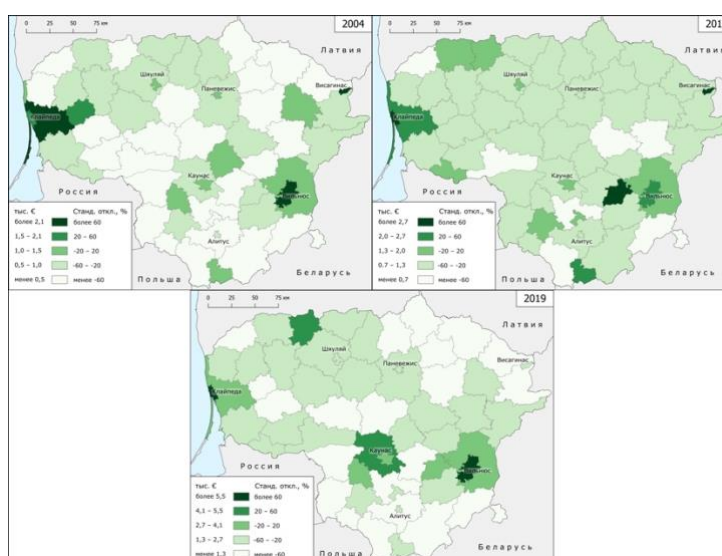 0 25 50 75 км
2004
Латвия
Шяуляй
Паневежис
Висагинас
Клайпеда
Каунас
Вильнюс
Россия
Алитус
Польша
Беларусь
тыс. €
Станд. откл., %
более 2,1
более 60
1,5 – 2,1
20 – 60
1,0 – 1,5
-20 – 20
0,5 – 1,0
-60 – -20
менее 0,5
менее -60
0 25 50 75 км
Латвия
Шяуляй
Паневежис
Висагинас
Клайпеда
Каунас
Вильнюс
Россия
Алитус
Польша
Беларусь
тыс. €
Станд. откл., %
более 2,7
более 60
2,0 – 2,7
20 – 60
1,3 – 2,0
-20 – 20
0,7 – 1,3
-60 – -20
менее 0,7
менее -60
0 25 50 75 км
2019
Латвия
Шяуляй
Паневежис
Висагинас
Клайпеда
Каунас
Вильнюс
Россия
Алитус
Польша
Беларусь
тыс. €
Станд. откл., %
более 5,5
более 60
4,1 – 5,5
20 – 60
2,7 – 4,1
-20 – 20
1,3 – 2,7
-60 – -20
менее 1,3
менее -60